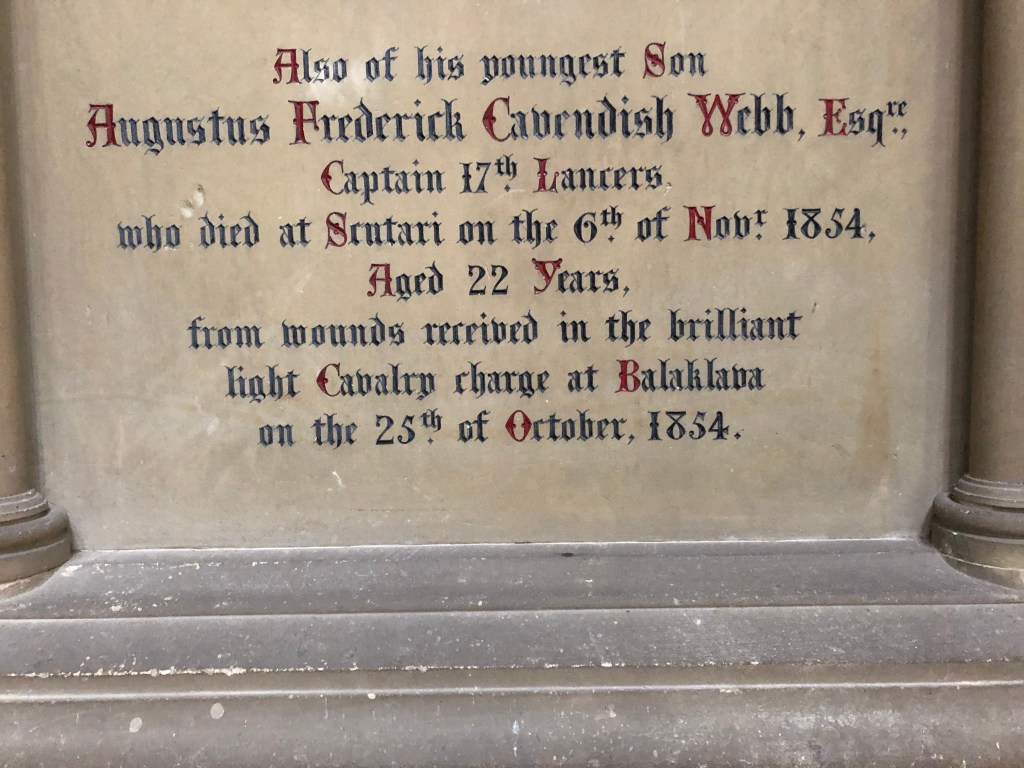 Also of his youngest Son
Augustus Frederick Cavendish Webb, Esqre.,
Captain 17th. Lancers.
who died at Scutari on the 6th. of Novr. 1854,
Aged 22 Years,
from wounds received in the brilliant
light Cavalry charge at Balaklava
on the 25th. of October, 1854.